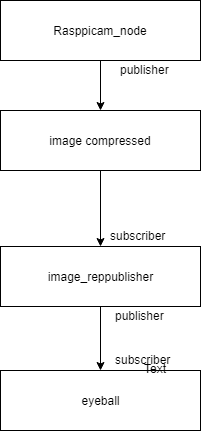 Rasppicam_node
publisher
image compressed
subscriber
image_reppublisher
publisher
subscriber
Text
eyeball